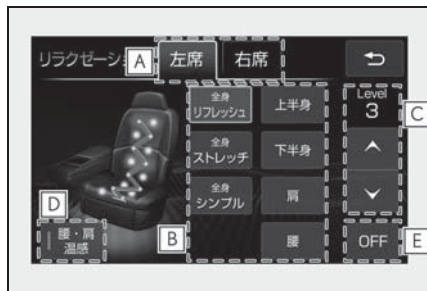 リラクゼーショ
A
左席
右席
全身
リフレッシュ
上半身
Level
3
C
全身
ストレッチ
下半身
D
全身
シンプル
肩
腰・肩
温感
B
腰
OFF
E